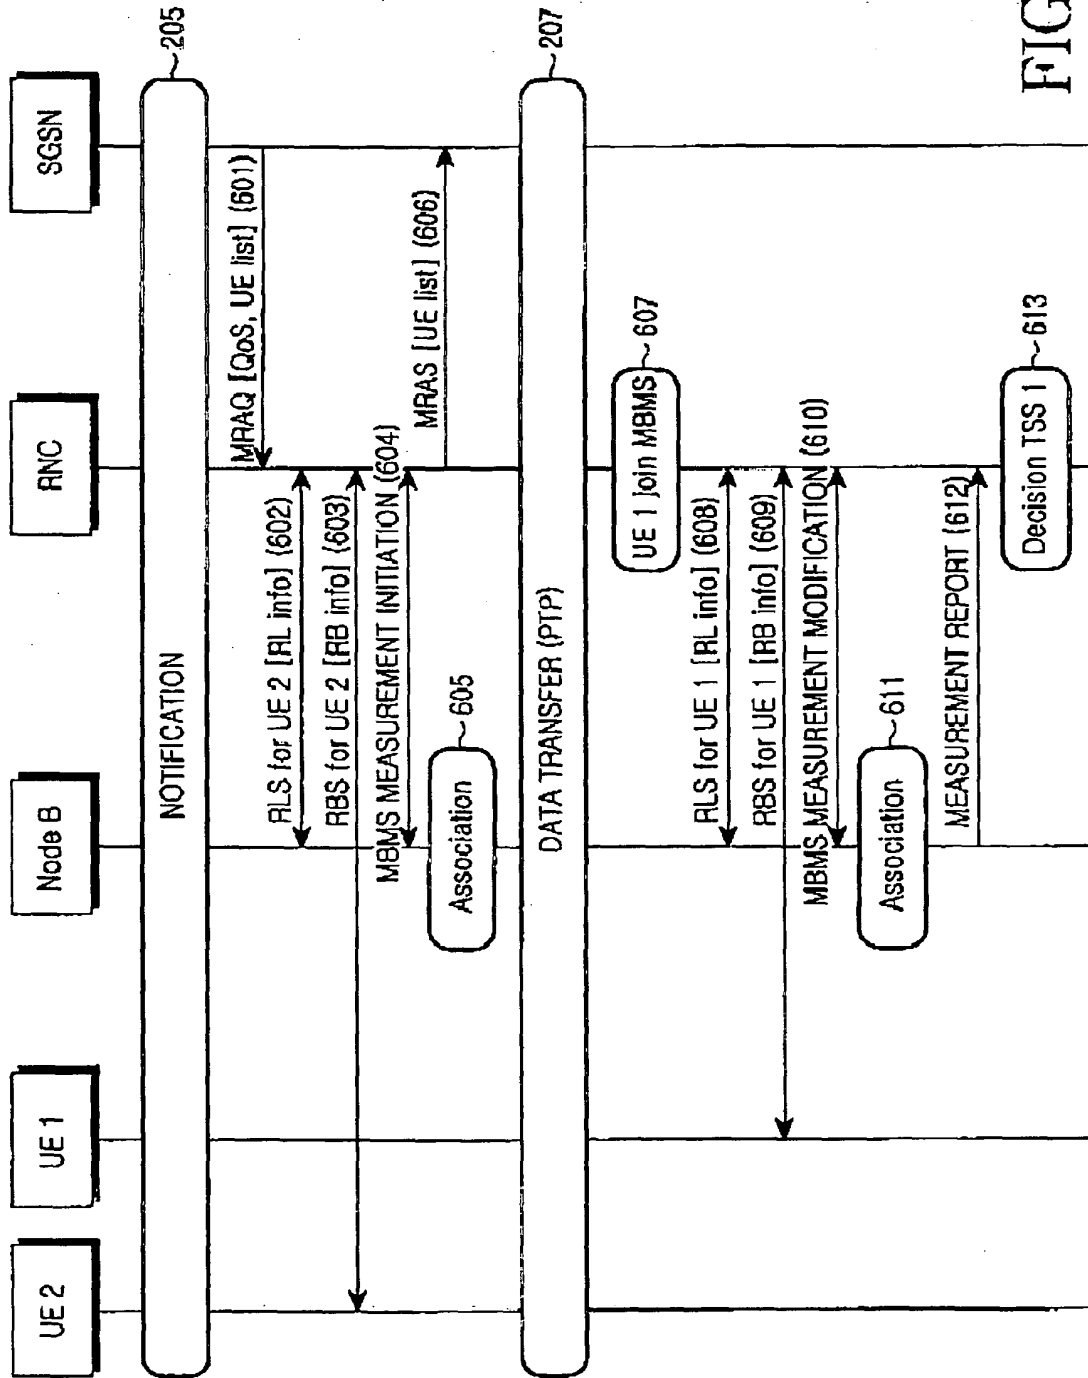 UE 2
UE 1
Node B
RNC
SGSN
NOTIFICATION
205
MRAQ [QoS, UE list] (601)
RLS for UE 2 [RL info] (602)
RBS for UE 2 [RB info] (603)
MBMS MEASUREMENT INITIATION (604)
Association
605
MRAS [UE list] (606)
DATA TRANSFER (PTP)
207
UE 1 Join MBMS
607
RLS for UE 1 [RL info] (608)
RBS for UE 1 [RB info] (609)
MBMS MEASUREMENT MODIFICATION (610)
Association
611
MEASUREMENT REPORT (612)
Decision TSS 1
613
FIG